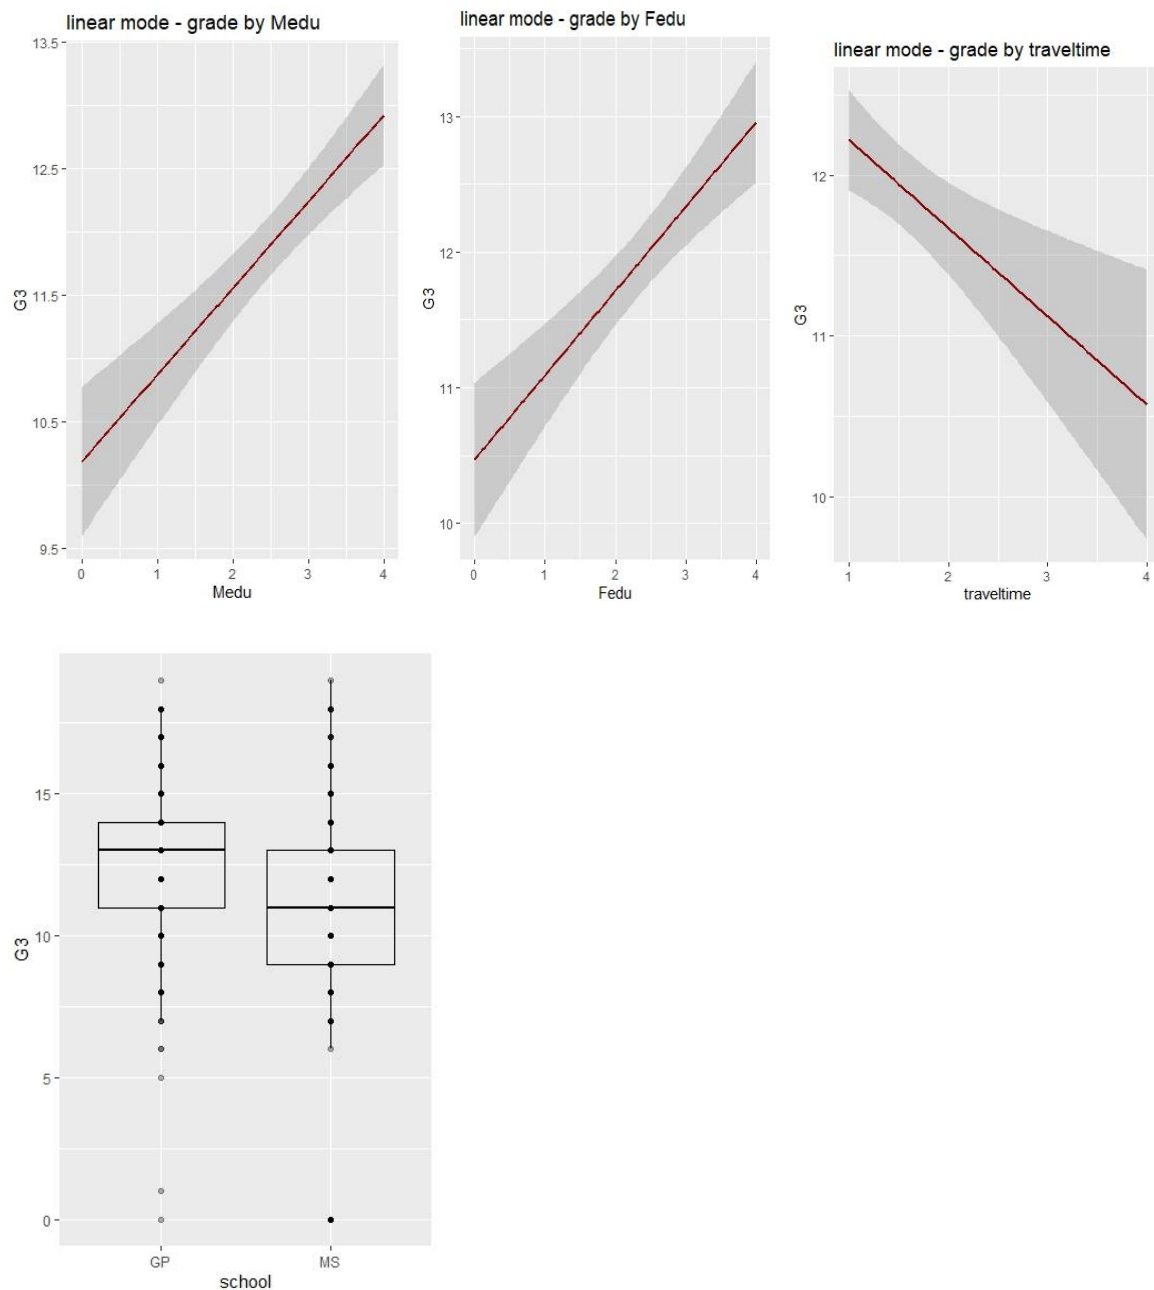 linear mode - grade by Medu
13.5
12.5
11.5
10.5
9.5
G3
0 1 2 3 4
Medu
linear mode - grade by Fedu
13
12
11
10
G3
0 1 2 3 4
Fedu
linear mode - grade by traveltime
12
11
10
G3
1 2 3 4
traveltime
15
10
5
0
G3
GP MS
school